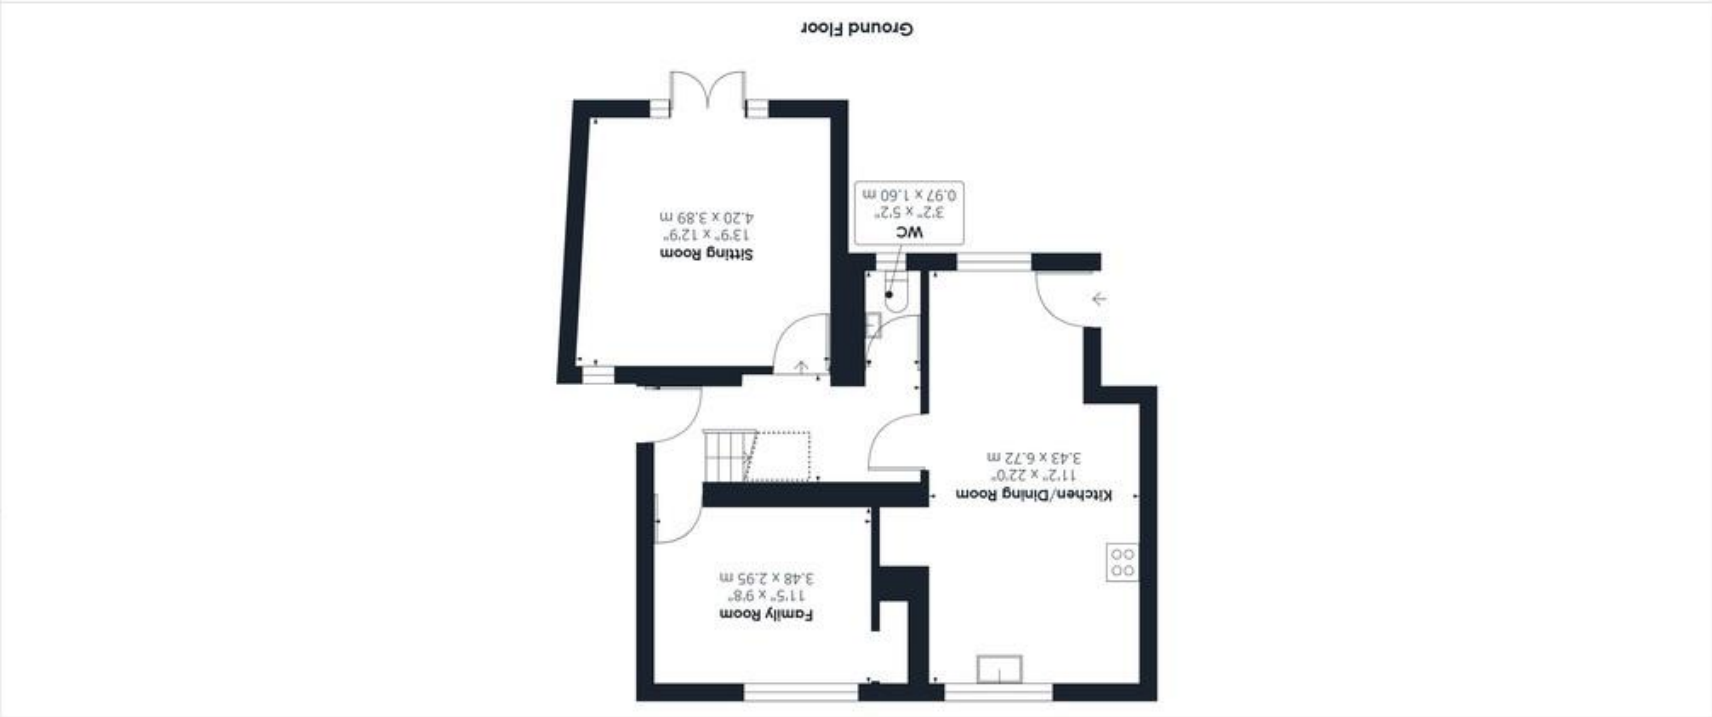 Family Room
11'5" x 9'8"
3.48 x 2.95 m
Kitchen/Dining Room
11'2" x 22'0"
3.43 x 6.72 m
Sitting Room
13'9" x 12'9"
4.20 x 3.89 m
WC
3'2" x 5'2"
0.97 x 1.60 m
Ground Floor